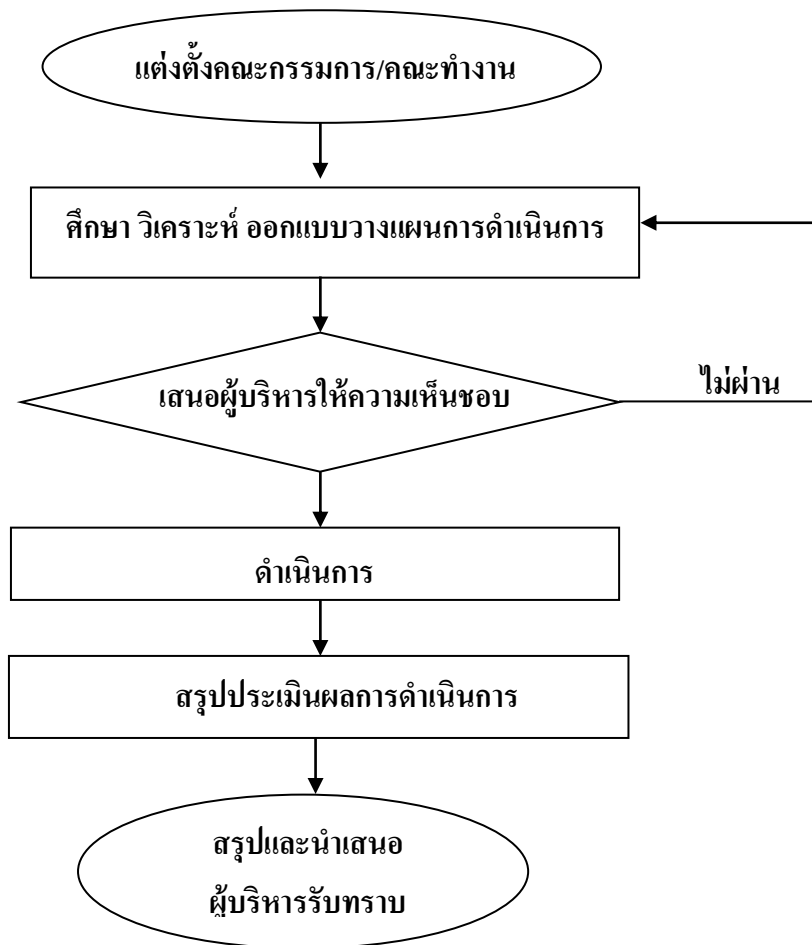 แต่งตั้งคณะกรรมการ/คณะทำงาน
ศึกษา วิเคราะห์ ออกแบบวางแผนการดำเนินการ
เสนอผู้บริหารให้ความเห็นชอบ
ไม่ผ่าน
ดำเนินการ
สรุปประเมินผลการดำเนินการ
สรุปและนำเสนอ
ผู้บริหารรับทราบ